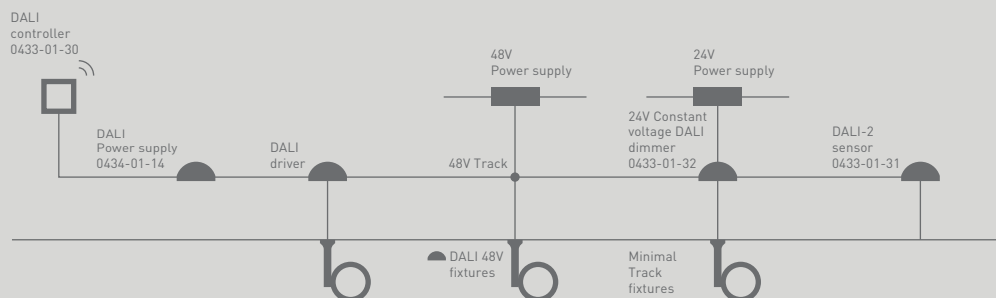 DALI
controller
0433-01-30
DALI
Power supply
0434-01-14
DALI
driver
48V
Power supply
48V Track
24V
Power supply
24V Constant
voltage DALI
dimmer
0433-01-32
DALI-2
sensor
0433-01-31
DALI 48V
fixtures
Minimal
Track
fixtures